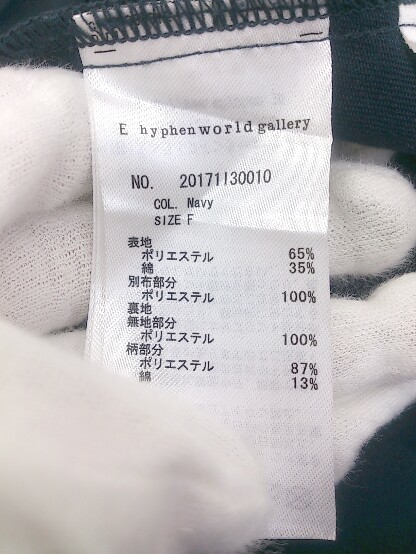 E hyphenworld gallery
NO. 20171130010
COL. Navy
SIZE F
表地
ポリエステル 65%
綿 35%
別布部分
ポリエステル 100%
裏地
無地部分
ポリエステル 100%
柄部分
ポリエステル 87%
綿 13%